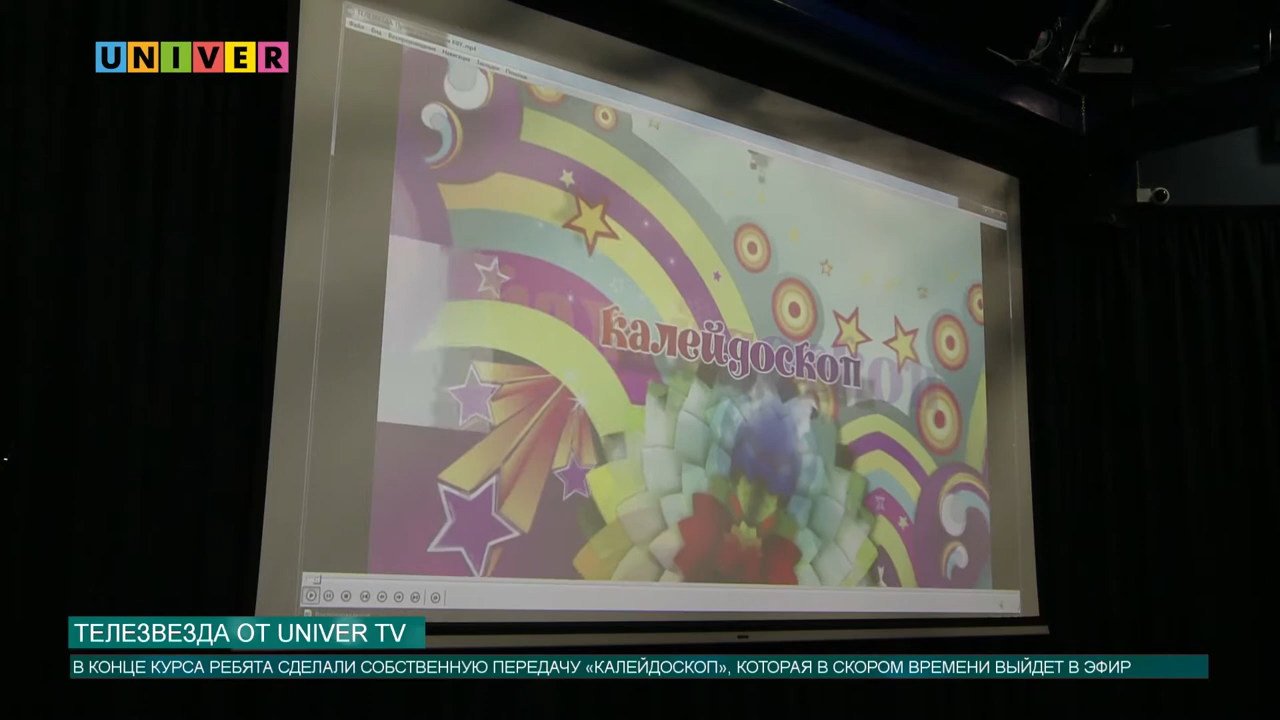 UNIVER
калейдоскоп
ТЕЛЕЗВЕЗДА ОТ UNIVER TV
В КОНЦЕ КУРСА РЕБЯТА СДЕЛАЛИ СОБСТВЕННУЮ ПЕРЕДАЧУ «КАЛЕЙДОСКОП», КОТОРАЯ В СКОРОМ ВРЕМЕНИ ВЫЙДЕТ В ЭФИР